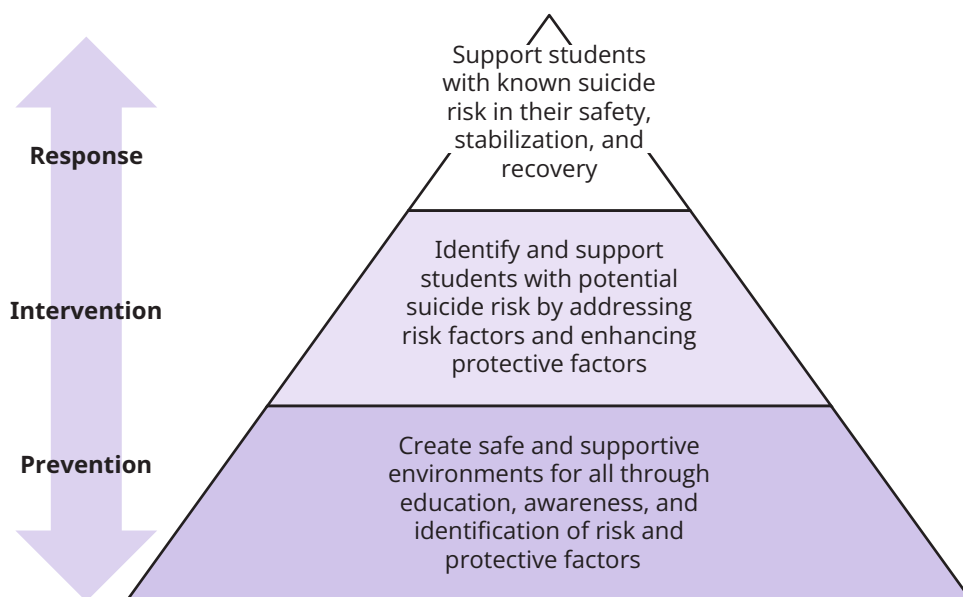 Support students
with known suicide
risk in their safety,
stabilization, and
recovery
Response
Identify and support
students with potential
suicide risk by addressing
risk factors and enhancing
protective factors
Intervention
Create safe and supportive
environments for all through
education, awareness, and
identification of risk and
protective factors
Prevention